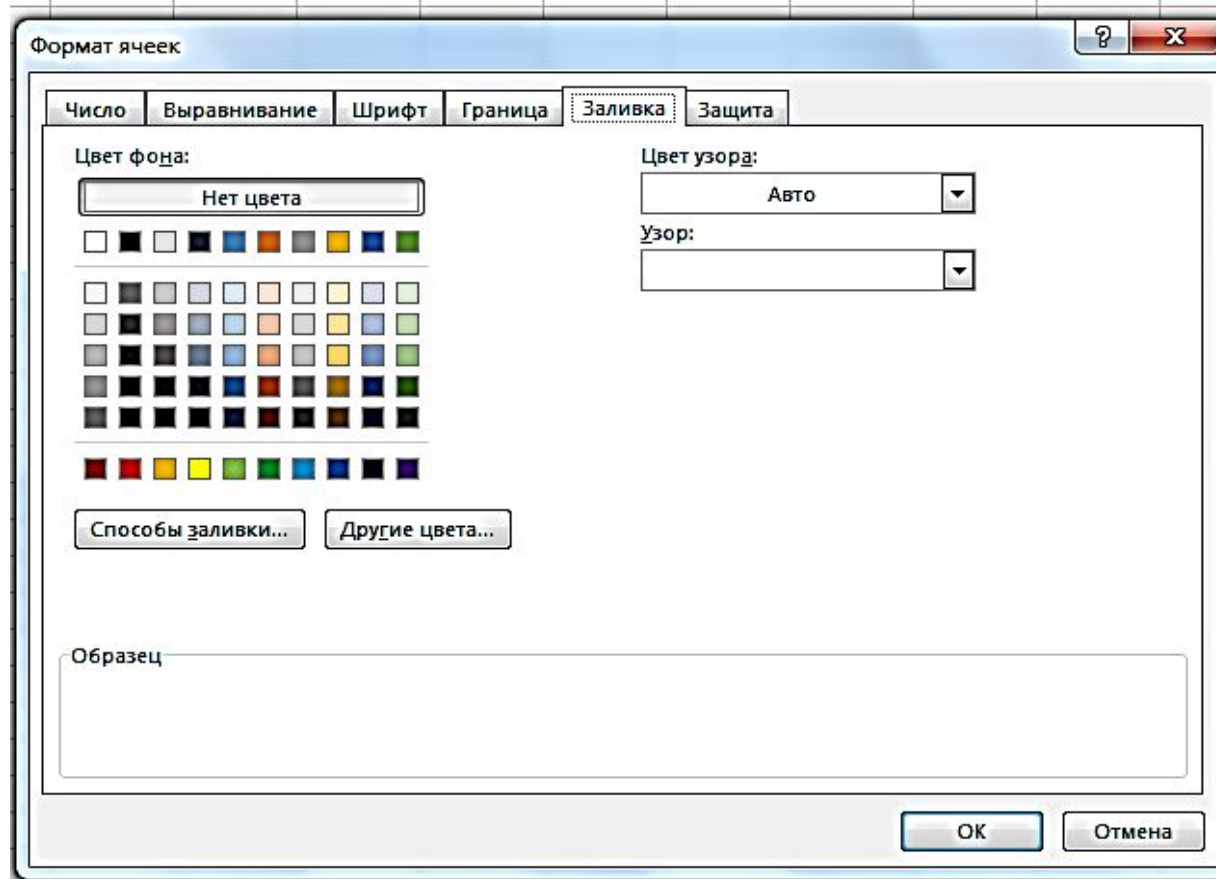 Формат ячеек
?
Число Выравнивание Шрифт Граница Заливка Защита
Цвет фона:
Цвет узора:
Нет цвета
Авто
Узор:
Способы заливки... Другие цвета...
Образец
ОК Отмена